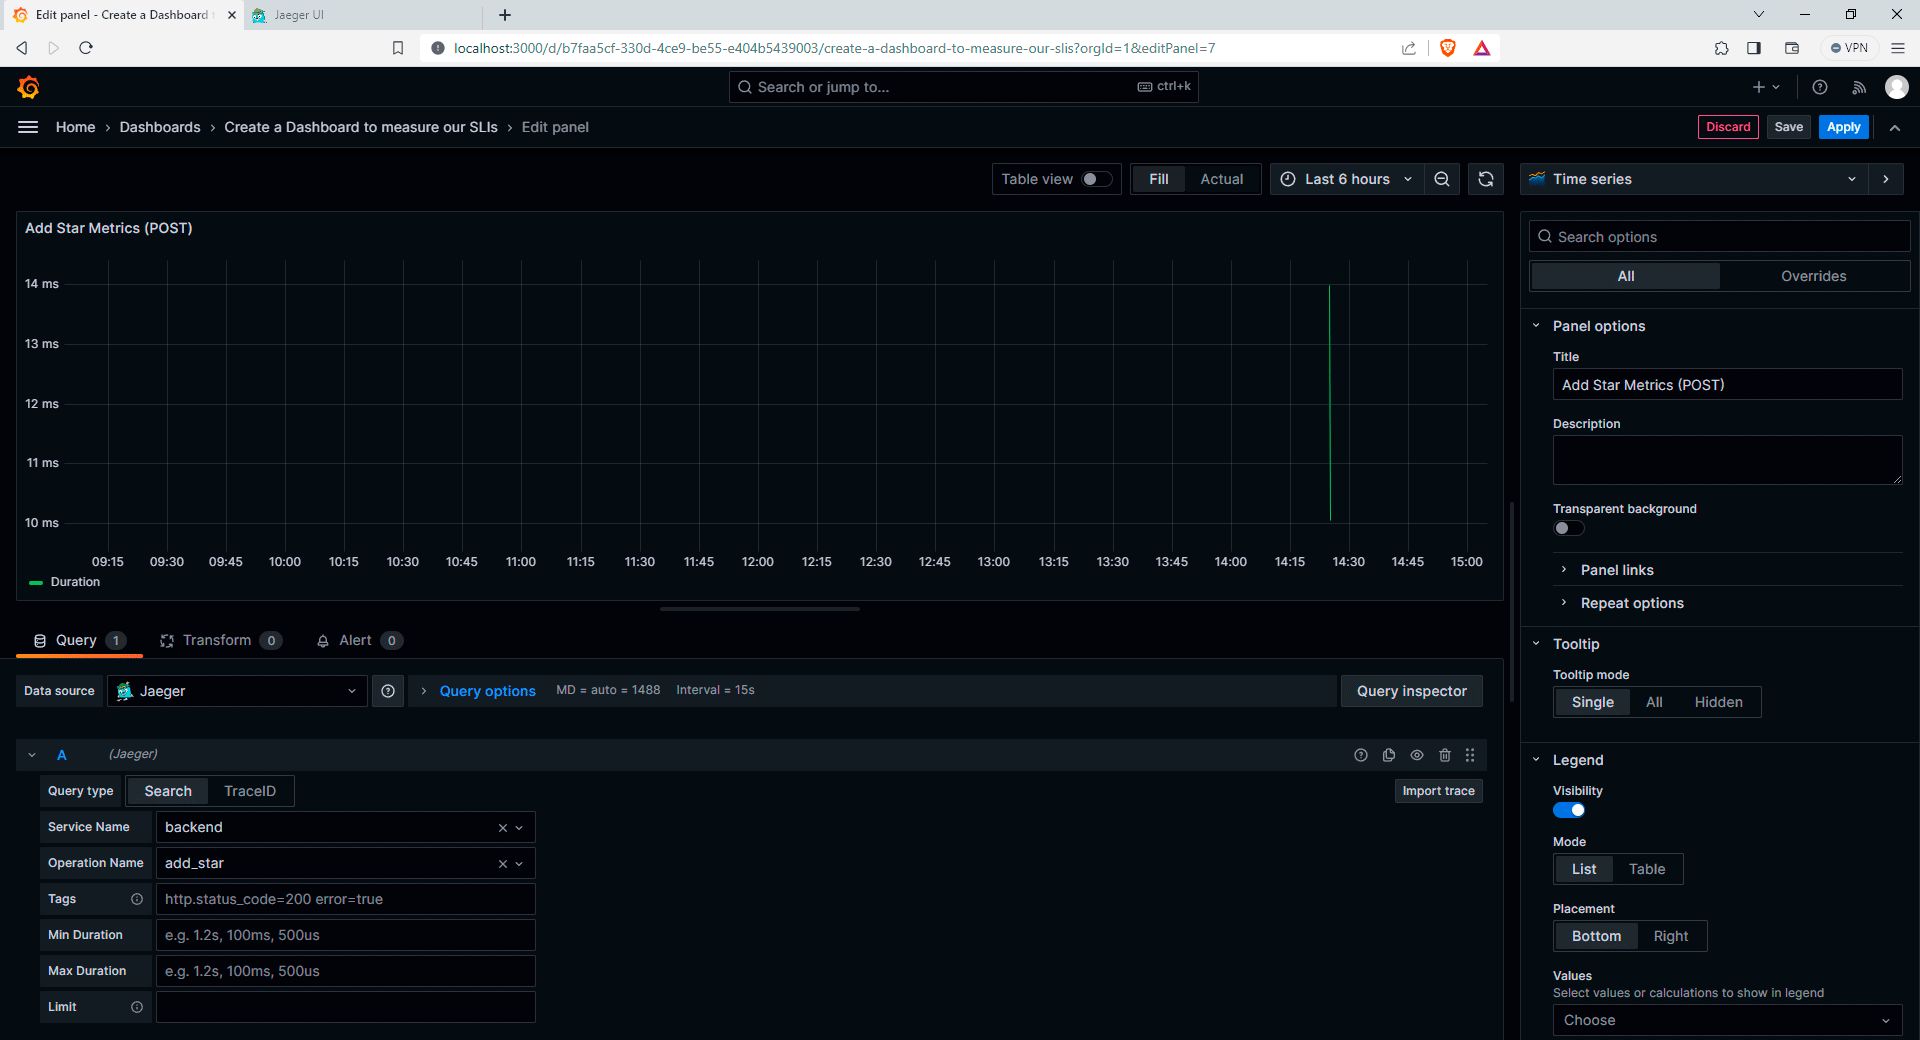 Edit panel - Create a Dashboard t
Jaeger UI
localhost:3000/d/b7faa5cf-330d-4ce9-be55-e404b5439003/create-a-dashboard-to-measure-our-slis?orgId=1&editPanel=7
VPN
Search or jump to...
ctrl+k
Home › Dashboards › Create a Dashboard to measure our SLIs › Edit panel
Discard
Save
Apply
Table view
Fill
Actual
Last 6 hours
Time series
Add Star Metrics (POST)
14 ms
13 ms
12 ms
11 ms
10 ms
09:15 09:30 09:45 10:00 10:15 10:30 10:45 11:00 11:15 11:30 11:45 12:00 12:15 12:30 12:45 13:00 13:15 13:30 13:45 14:00 14:15 14:30 14:45 15:00
Duration
Query 1
Transform 0
Alert 0
Data source
Jaeger
Query options
MD = auto = 1488
Interval = 15s
Query inspector
A
(Jaeger)
Query type
Search
TraceID
Import trace
Service Name
backend
Operation Name
add_star
Tags
http.status_code=200 error=true
Min Duration
e.g. 1.2s, 100ms, 500us
Max Duration
e.g. 1.2s, 100ms, 500us
Limit
Search options
All
Overrides
Panel options
Title
Add Star Metrics (POST)
Description
Transparent background
Panel links
Repeat options
Tooltip
Tooltip mode
Single
All
Hidden
Legend
Visibility
Mode
List
Table
Placement
Bottom
Right
Values
Select values or calculations to show in legend
Choose